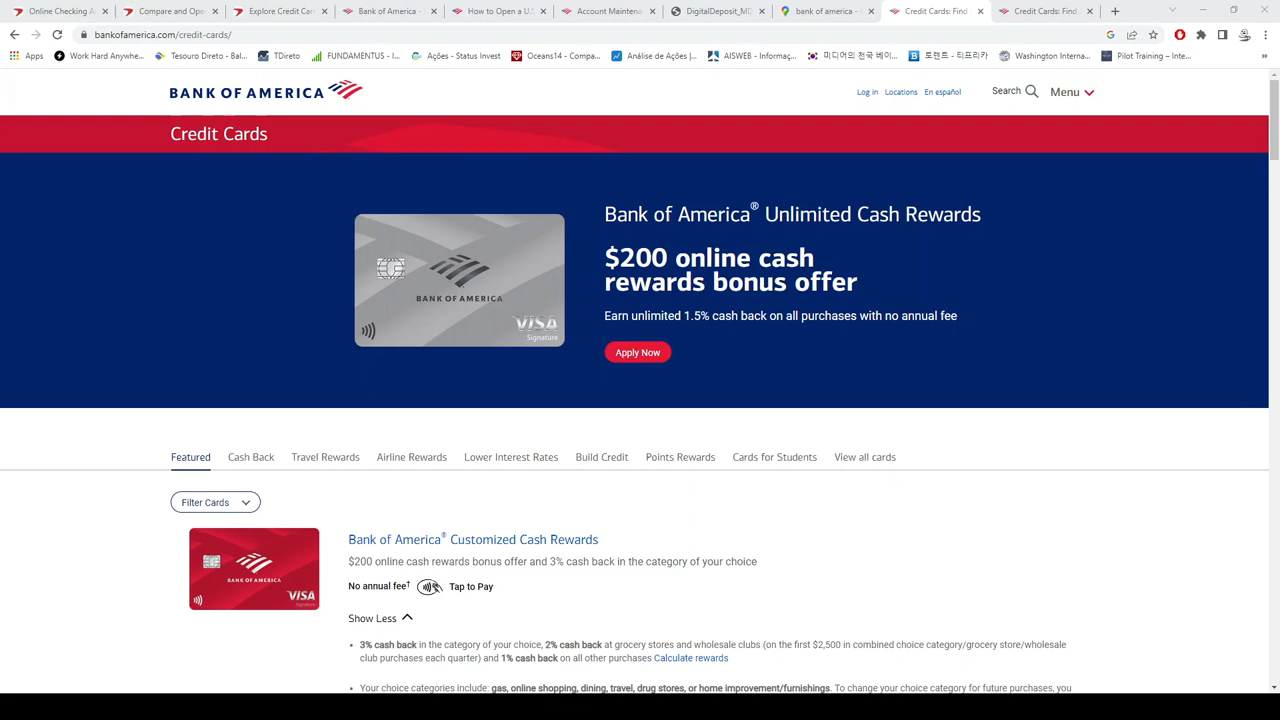 Online Checking A
Compare and Ope
Explore Credit Car
Bank of America -
How to Open a U.S
Account Maintena
DigitalDeposit_MD
bank of america -
Credit Cards: Find
Credit Cards: Find
bankofamerica.com/credit-cards/
Apps
Work Hard Anywhe...
Tesouro Direto - Bal...
TDireto
FUNDAMENTUS - I...
Ações - Status Invest
Oceans14 - Compa...
Análise de Ações |...
AISWEB - Informaç...
미디어의 천국 베이...
토렌트 - 티프리카
Washington Interna...
Pilot Training – Inte...
BANK OF AMERICA
Log in
Locations
En español
Search
Menu
Credit Cards
BANK OF AMERICA
VISA
Signature
Bank of America® Unlimited Cash Rewards
$200 online cash
rewards bonus offer
Earn unlimited 1.5% cash back on all purchases with no annual fee
Apply Now
Featured
Cash Back
Travel Rewards
Airline Rewards
Lower Interest Rates
Build Credit
Points Rewards
Cards for Students
View all cards
Filter Cards
BANK OF AMERICA
VISA
Signature
Bank of America® Customized Cash Rewards
$200 online cash rewards bonus offer and 3% cash back in the category of your choice
No annual fee† Tap to Pay
Show Less
• 3% cash back in the category of your choice, 2% cash back at grocery stores and wholesale clubs (on the first $2,500 in combined choice category/grocery store/wholesale
club purchases each quarter) and 1% cash back on all other purchases Calculate rewards
• Your choice categories include: gas, online shopping, dining, travel, drug stores, or home improvement/furnishings. To change your choice category for future purchases, you